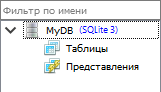 Фильтр по имени
MyDB (SQLite 3)
Таблицы
Представления